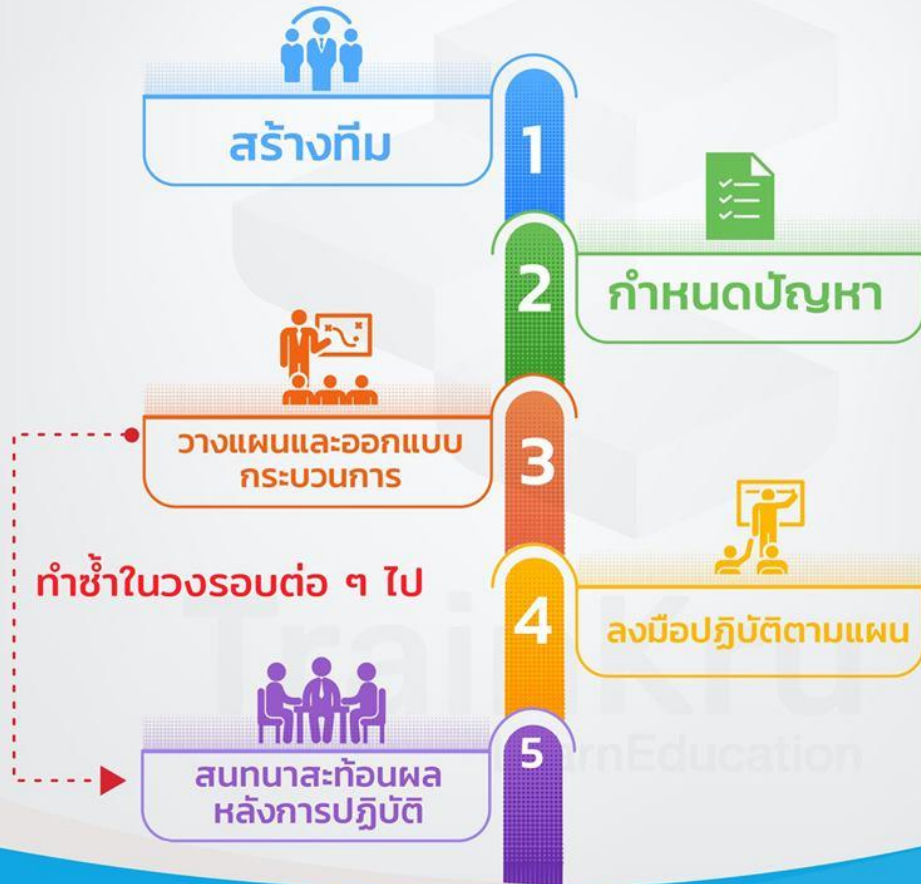 1
สร้างทีม
2
กำหนดปัญหา
3
วางแผนและออกแบบ
กระบวนการ
ทำซ้ำในวงรอบต่อ ๆ ไป
4
ลงมือปฏิบัติตามแผน
5
สนทนาสะท้อนผล
หลังการปฏิบัติ